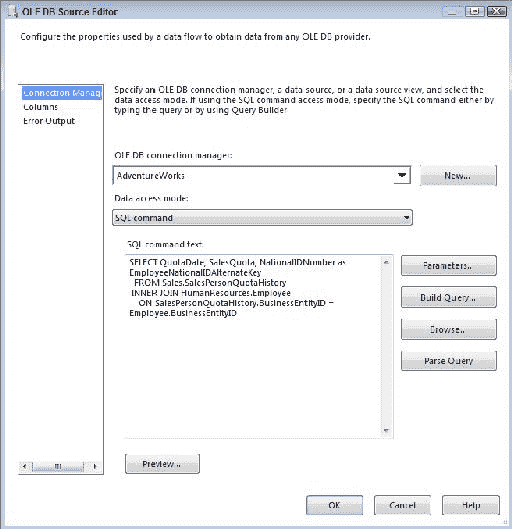 OLE DB Source Editor
Configure the properties used by a data flow to obtain data from any OLE DB provider.
Connection Manag
Columns
Error Output
Specify an OLE DB connection manager, a data source, or a data source view, and select the
data access mode. If using the SQL command access mode, specify the SQL command either by
typing the query or by using Query Builder.
OLE DB connection manager:
AdventureWorks
New...
Data access mode:
SQL command
SQL command text:
SELECT QuotaDate, SalesQuota, NationalIDNumber as
EmployeeNationalIDAlternateKey
FROM Sales.SalesPersonQuotaHistory
INNER JOIN HumanResources.Employee
ON SalesPersonQuotaHistory.BusinessEntityID =
Employee.BusinessEntityID
Parameters...
Build Query...
Browse...
Parse Query
Preview...
OK
Cancel
Help